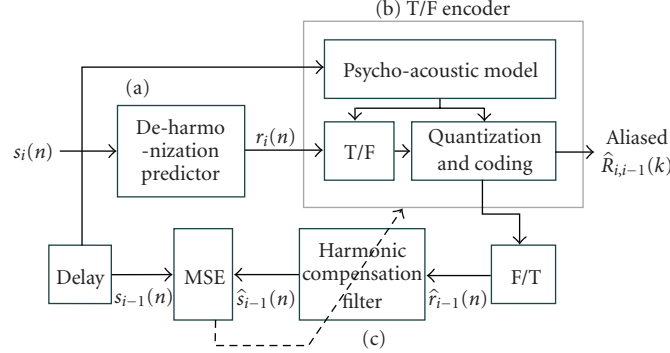 (b) T/F encoder
Psycho-acoustic model
(a)
s_i(n)
De-harmo
-nization
predictor
r_i(n)
T/F
Quantization
and coding
Aliased
R̂_{i,i−1}(k)
Delay
s_{i−1}(n)
MSE
ŝ_{i−1}(n)
Harmonic
compensation
filter
r̂_{i−1}(n)
F/T
(c)